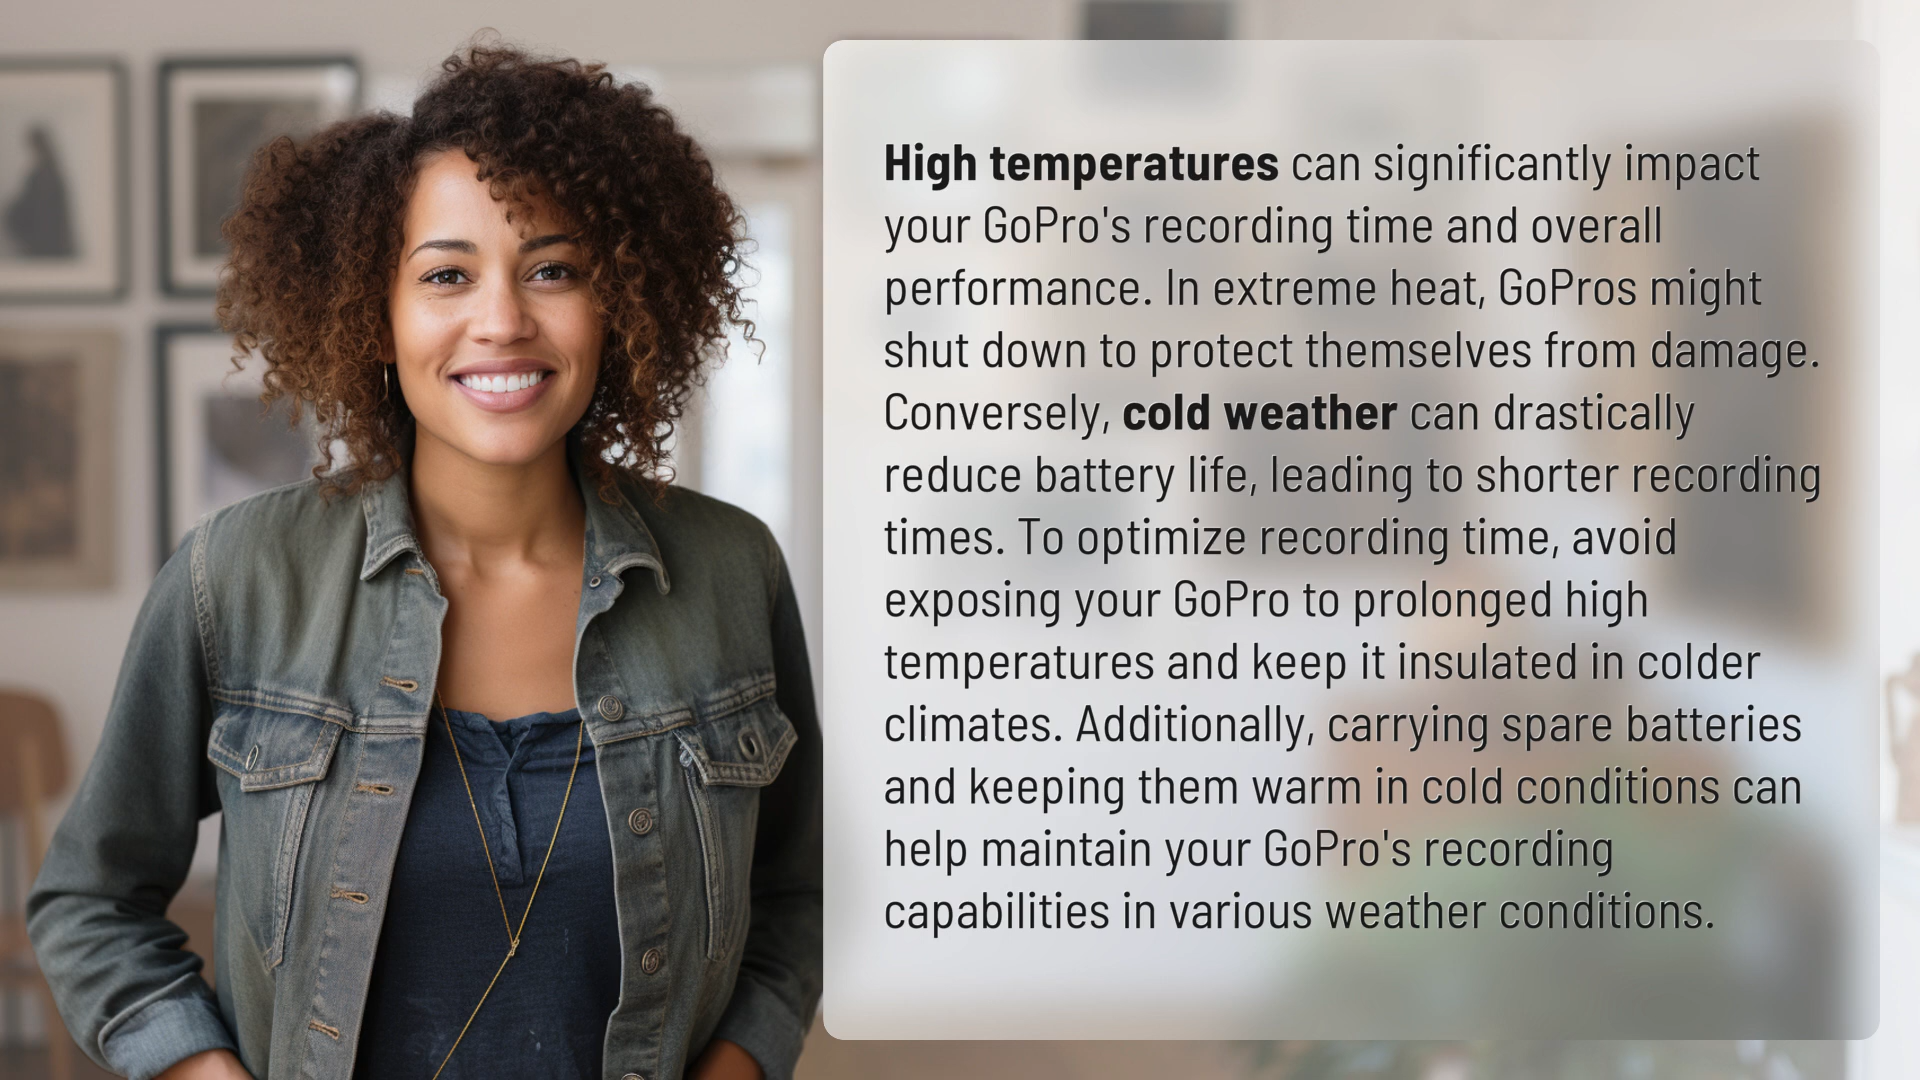 High temperatures can significantly impact
your GoPro's recording time and overall
performance. In extreme heat, GoPros might
shut down to protect themselves from damage.
Conversely, cold weather can drastically
reduce battery life, leading to shorter recording
times. To optimize recording time, avoid
exposing your GoPro to prolonged high
temperatures and keep it insulated in colder
climates. Additionally, carrying spare batteries
and keeping them warm in cold conditions can
help maintain your GoPro's recording
capabilities in various weather conditions.